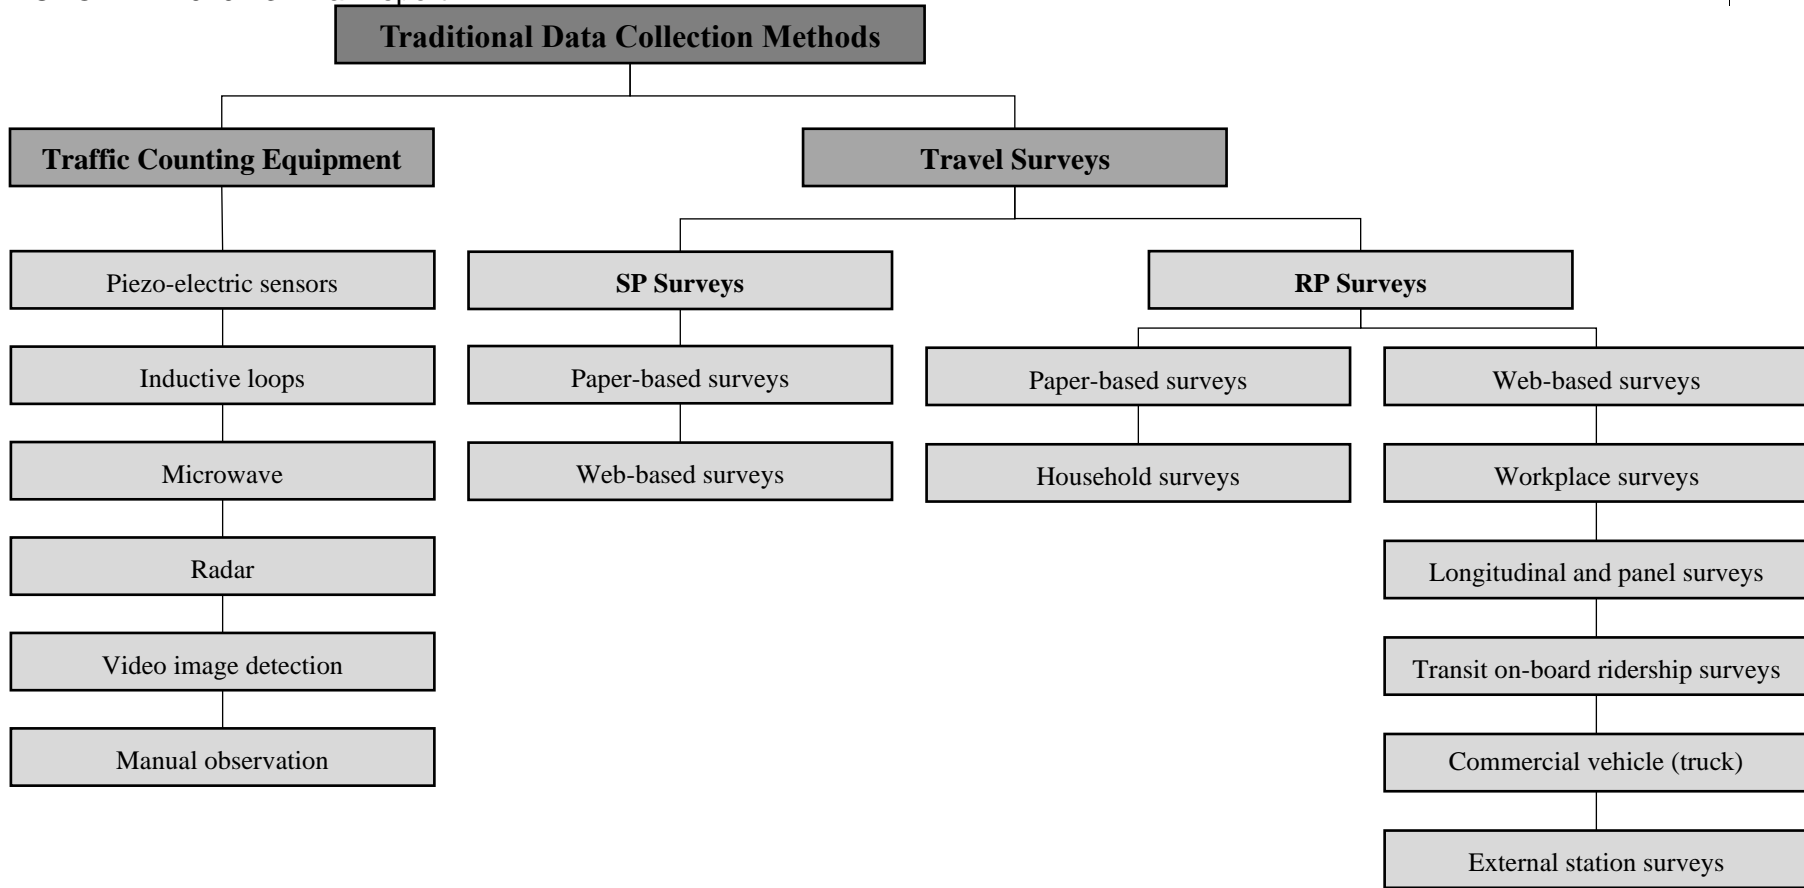 Traditional Data Collection Methods
Traffic Counting Equipment
Travel Surveys
Piezo-electric sensors
SP Surveys
RP Surveys
Inductive loops
Paper-based surveys
Paper-based surveys
Web-based surveys
Microwave
Web-based surveys
Household surveys
Workplace surveys
Radar
Longitudinal and panel surveys
Video image detection
Transit on-board ridership surveys
Manual observation
Commercial vehicle (truck)
External station surveys